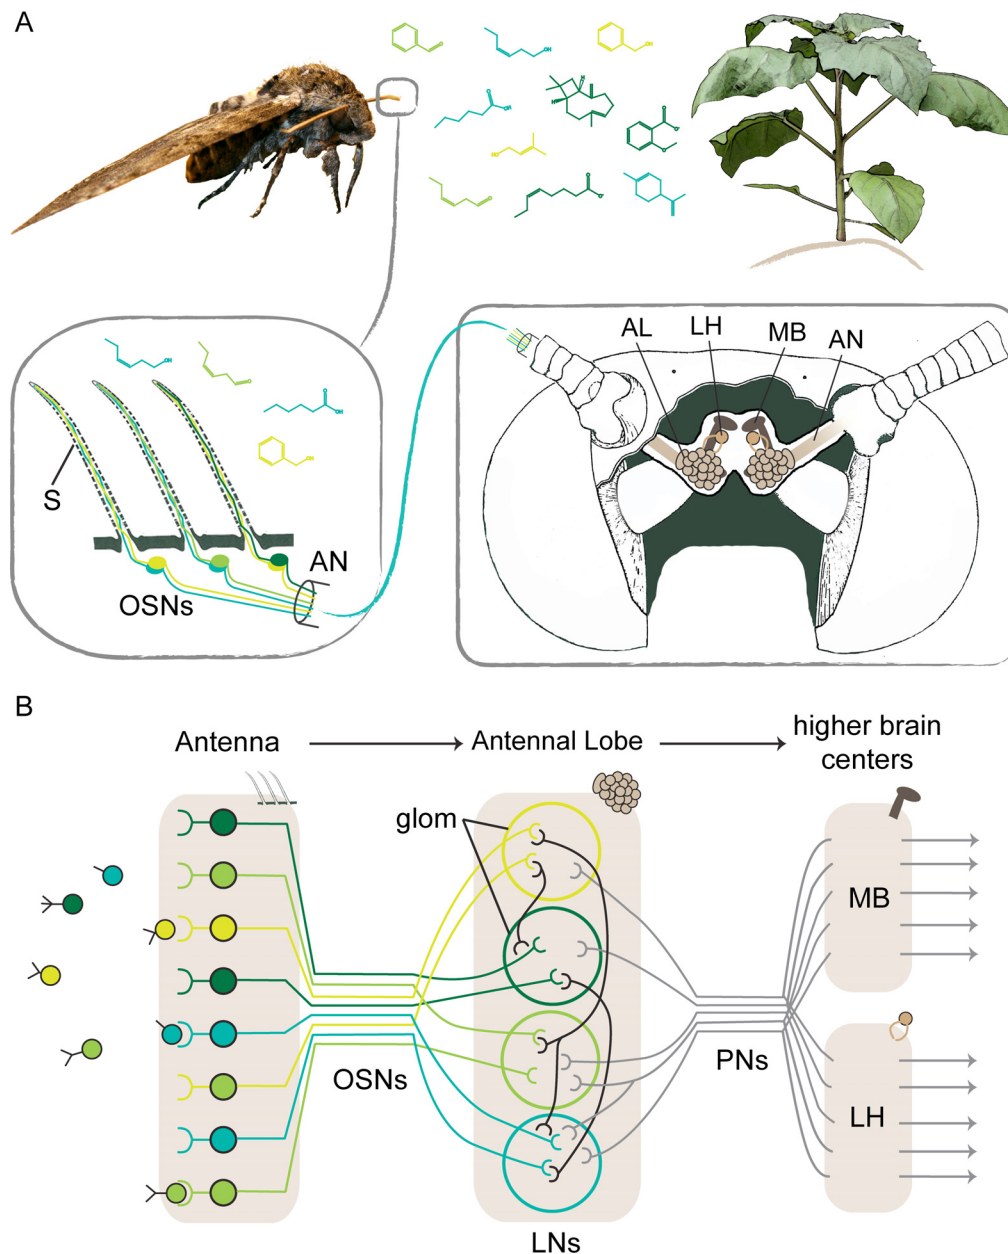 A
AL
LH
MB
AN
S
OSNs
AN
B
Antenna
Antennal Lobe
higher brain
centers
glom
MB
OSNs
PNs
LH
LNs